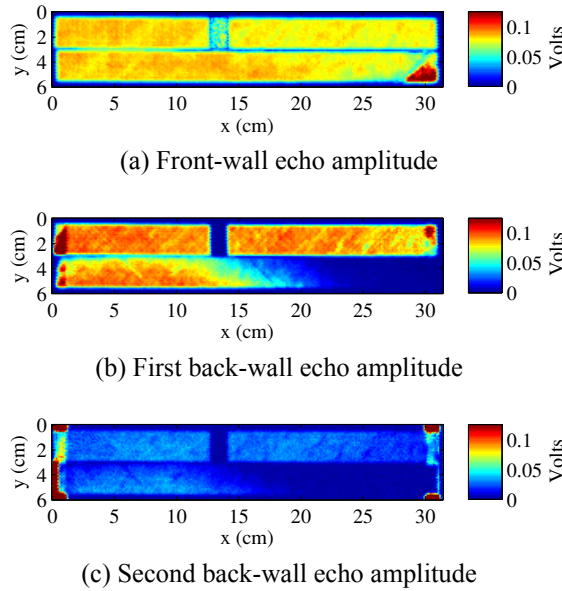 0
2
4
6
y (cm)
0 5 10 15 20 25 30
x (cm)
0.1
0.05
0
Volts
(a) Front-wall echo amplitude
0
2
4
6
y (cm)
0 5 10 15 20 25 30
x (cm)
0.1
0.05
0
Volts
(b) First back-wall echo amplitude
0
2
4
6
y (cm)
0 5 10 15 20 25 30
x (cm)
0.1
0.05
0
Volts
(c) Second back-wall echo amplitude